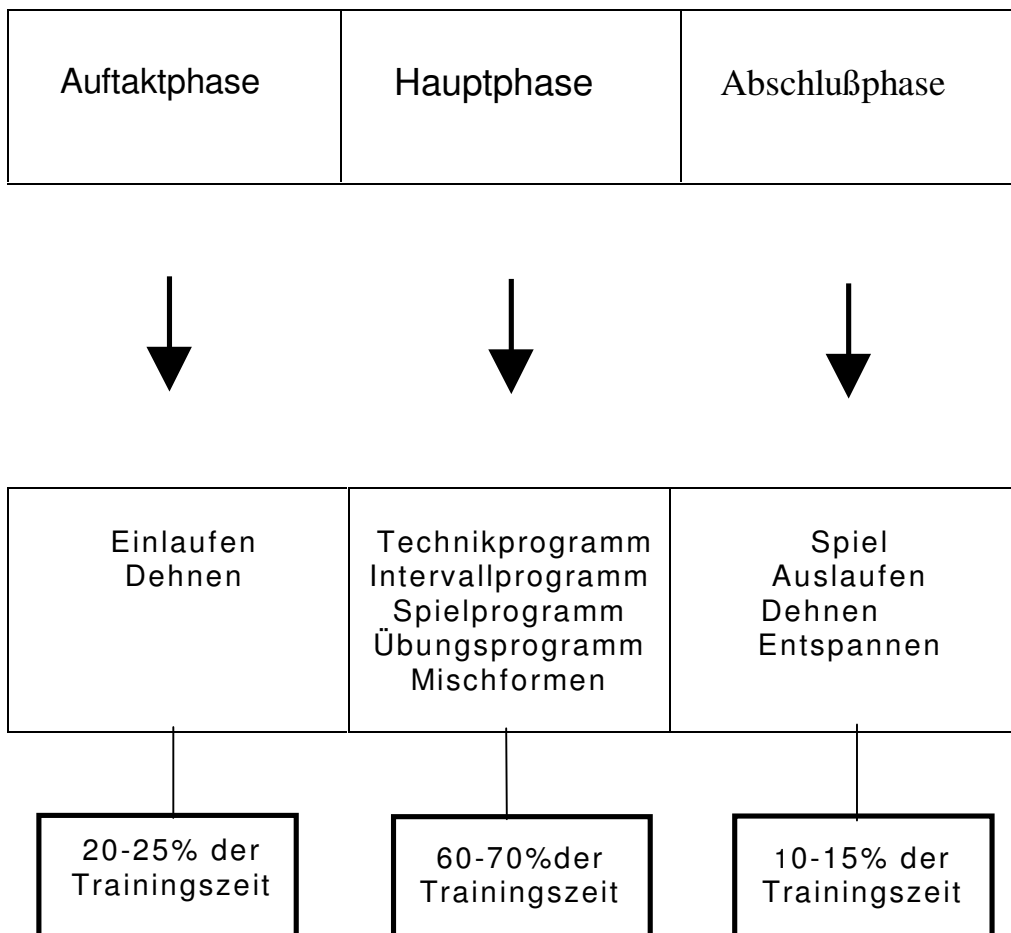 Auftaktphase
Hauptphase
Abschlußphase
Einlaufen
Dehnen
Technikprogramm
Intervallprogramm
Spielprogramm
Übungsprogramm
Mischformen
Spiel
Auslaufen
Dehnen
Entspannen
20-25% der
Trainingszeit
60-70%der
Trainingszeit
10-15% der
Trainingszeit